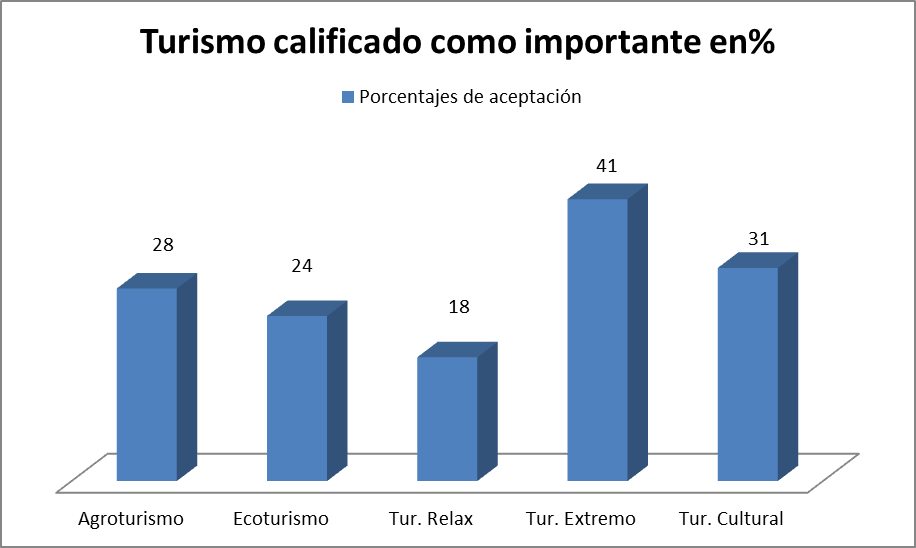 Turismo calificado como importante en%
Porcentajes de aceptación
28
24
18
41
31
Agroturismo
Ecoturismo
Tur. Relax
Tur. Extremo
Tur. Cultural